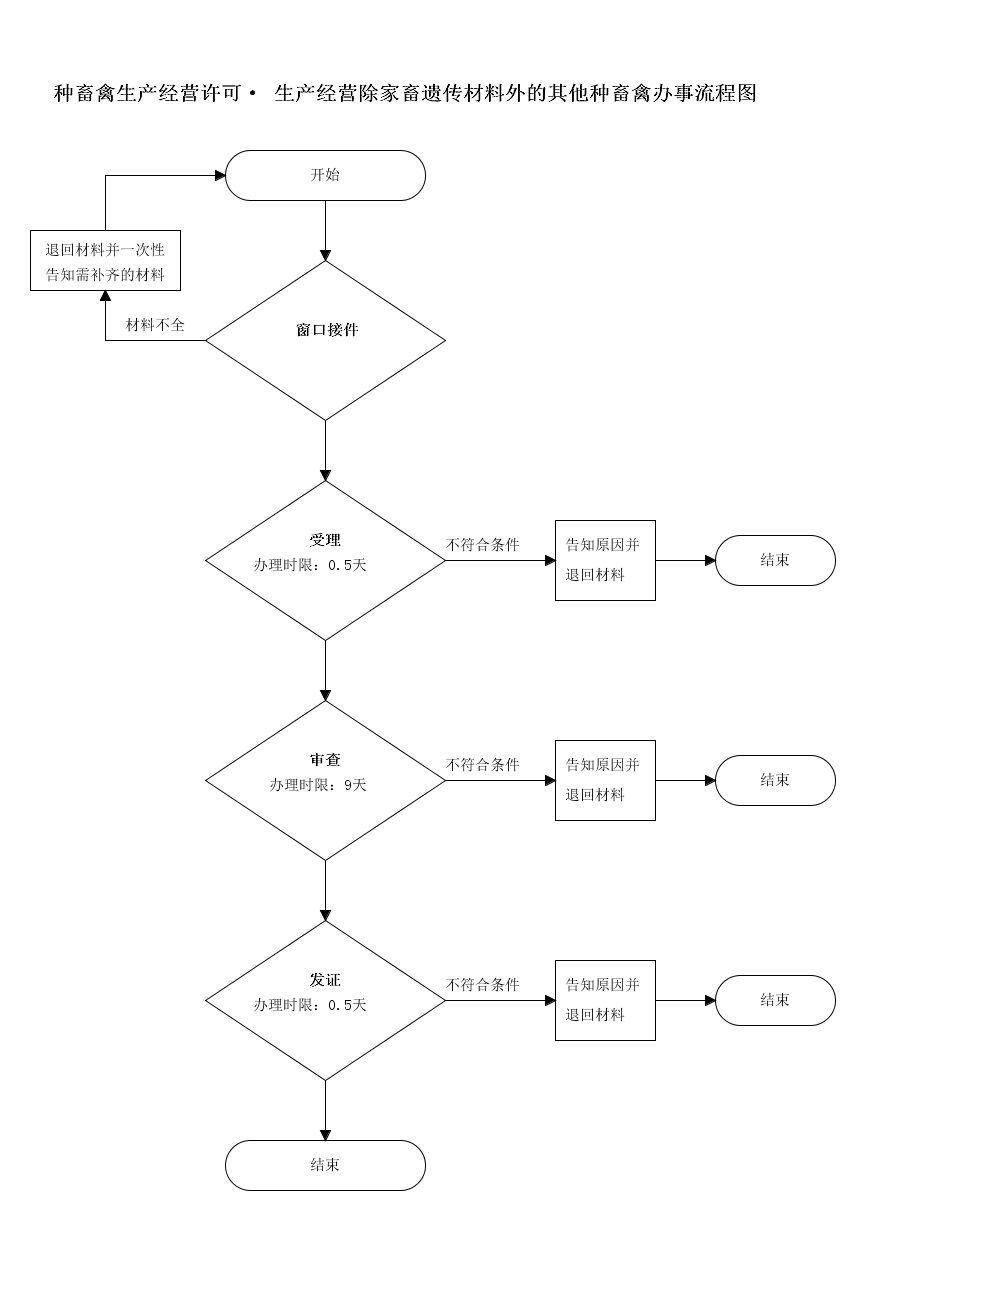 种畜禽生产经营许可· 生产经营除家畜遗传材料外的其他种畜禽办事流程图
开始
退回材料并一次性
告知需补齐的材料
材料不全
窗口接件
受理
办理时限：0.5天
不符合条件
告知原因并
退回材料
结束
审查
办理时限：9天
不符合条件
告知原因并
退回材料
结束
发证
办理时限：0.5天
不符合条件
告知原因并
退回材料
结束
结束